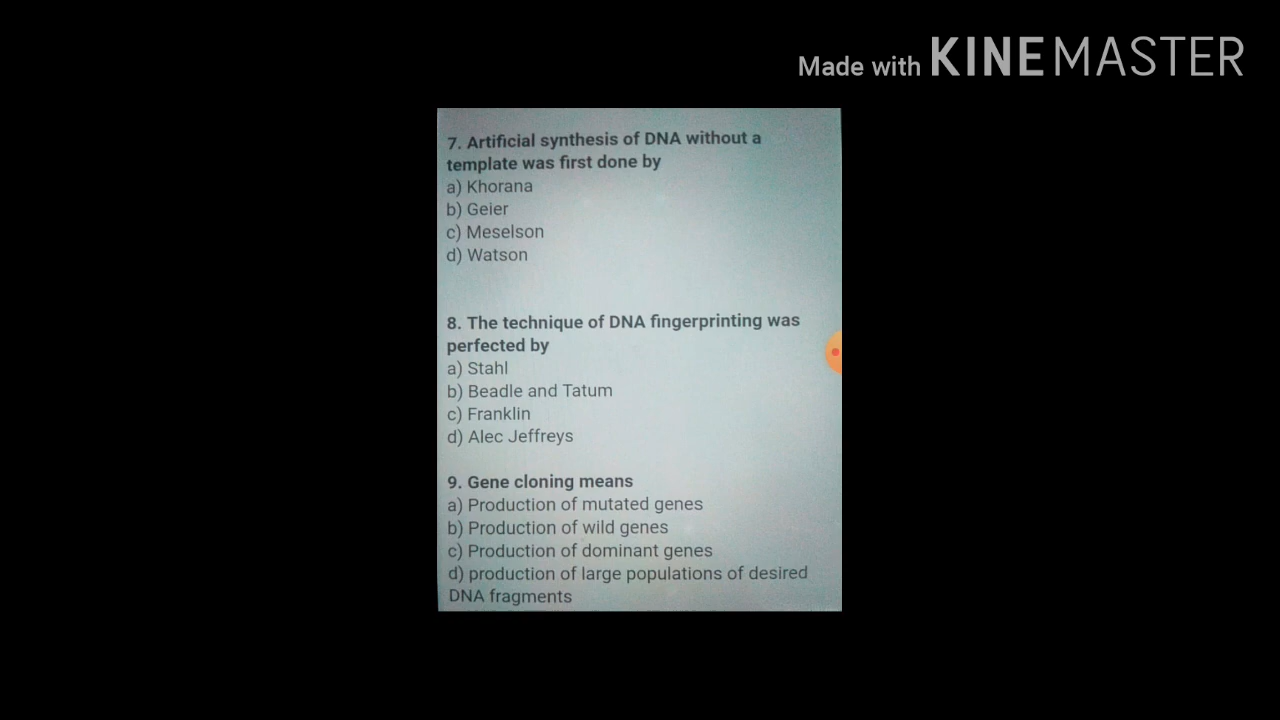 Made with KINEMASTER
7. Artificial synthesis of DNA without a
template was first done by
a) Khorana
b) Geier
c) Meselson
d) Watson
8. The technique of DNA fingerprinting was
perfected by
a) Stahl
b) Beadle and Tatum
c) Franklin
d) Alec Jeffreys
9. Gene cloning means
a) Production of mutated genes
b) Production of wild genes
c) Production of dominant genes
d) production of large populations of desired
DNA fragments